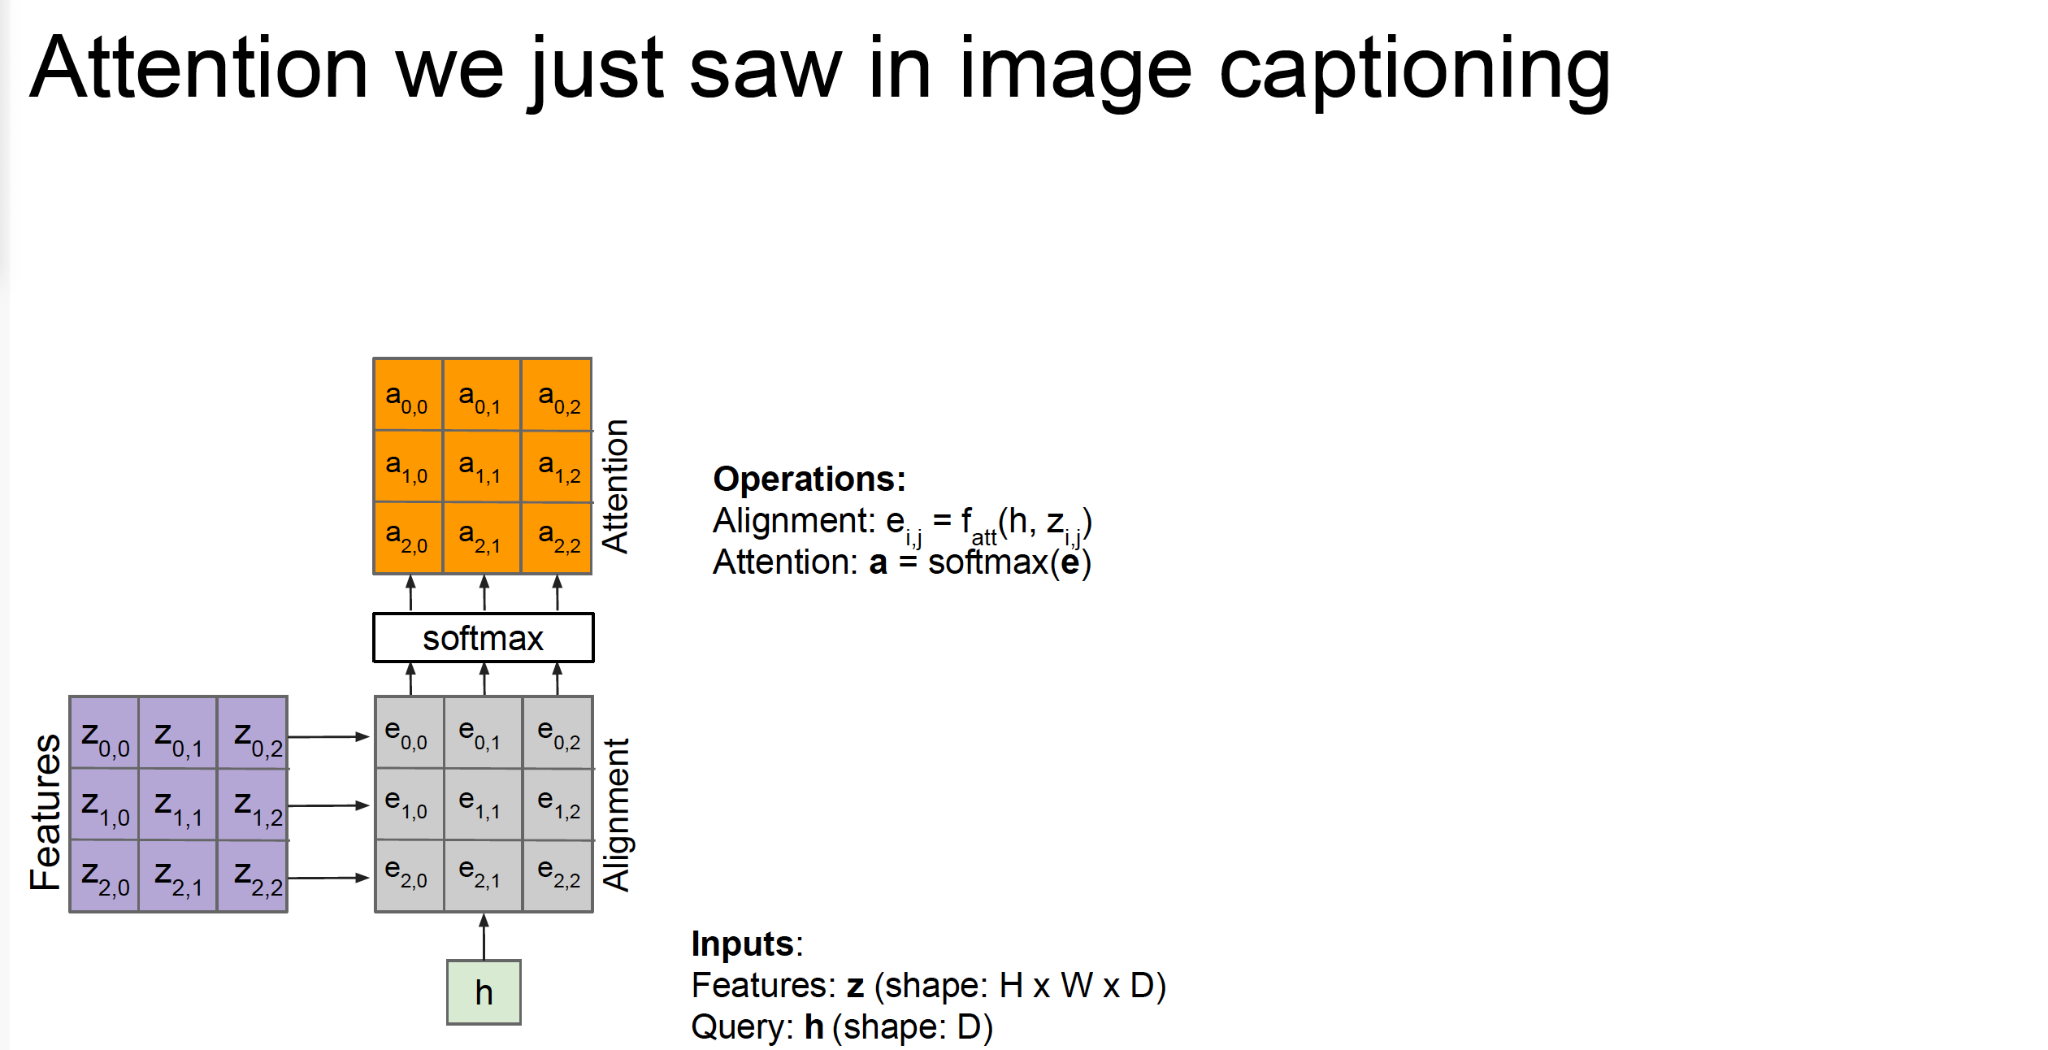 Attention we just saw in image captioning
a0,0 a0,1 a0,2
a1,0 a1,1 a1,2
a2,0 a2,1 a2,2
Attention
softmax
Features
z0,0 z0,1 z0,2
z1,0 z1,1 z1,2
z2,0 z2,1 z2,2
e0,0 e0,1 e0,2
e1,0 e1,1 e1,2
e2,0 e2,1 e2,2
Alignment
h
Operations:
Alignment: ei,j = fatt(h, zi,j)
Attention: a = softmax(e)
Inputs:
Features: z (shape: H x W x D)
Query: h (shape: D)